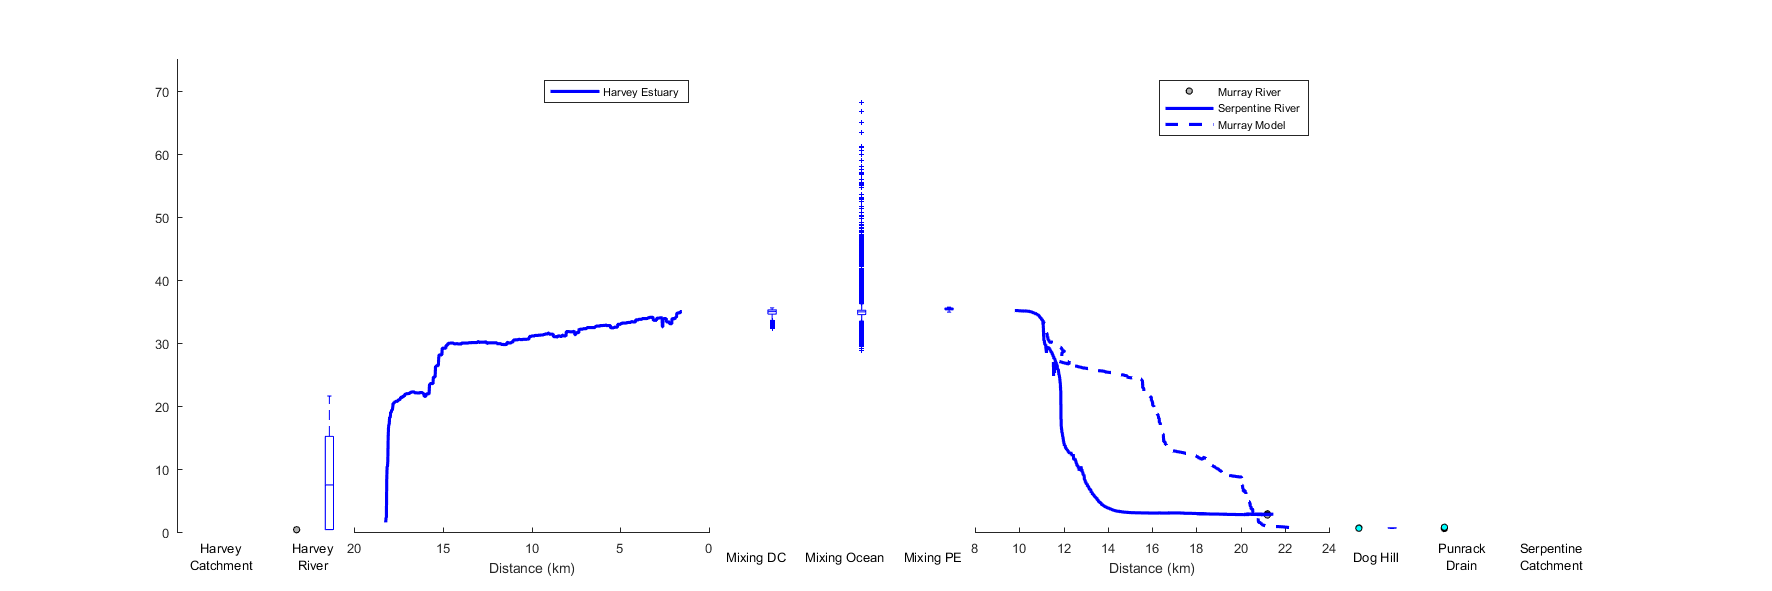 70
60
50
40
30
20
10
0
Harvey Estuary
Murray River
Serpentine River
Murray Model
20 15 10 5 0
8 10 12 14 16 18 20 22 24
Harvey
Catchment
Harvey
River
Distance (km)
Mixing DC
Mixing Ocean
Mixing PE
Distance (km)
Dog Hill
Punrack
Drain
Serpentine
Catchment